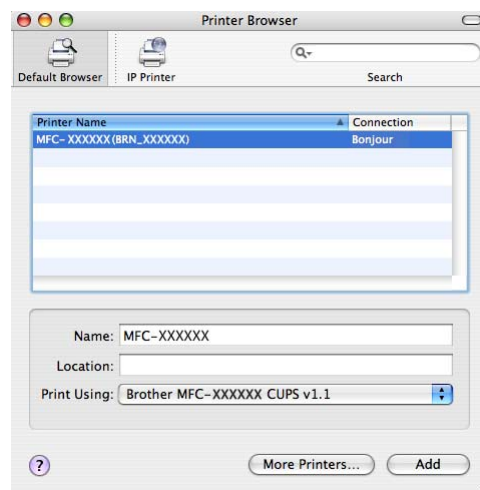 Printer Browser
Default Browser IP Printer Search
Printer Name Connection
MFC-XXXXXX (BRN_XXXXXX) Bonjour
Name: MFC-XXXXXX
Location:
Print Using: Brother MFC-XXXXXX CUPS v1.1
? More Printers... Add